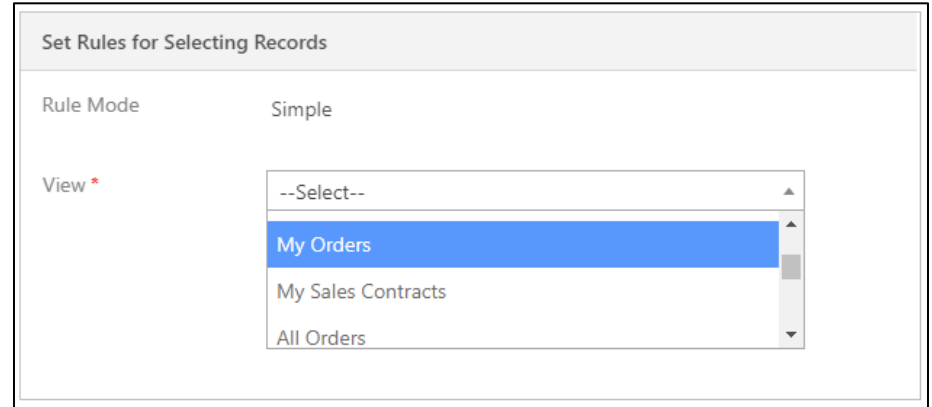 Set Rules for Selecting Records
Rule Mode
Simple
View *
--Select--
My Orders
My Sales Contracts
All Orders